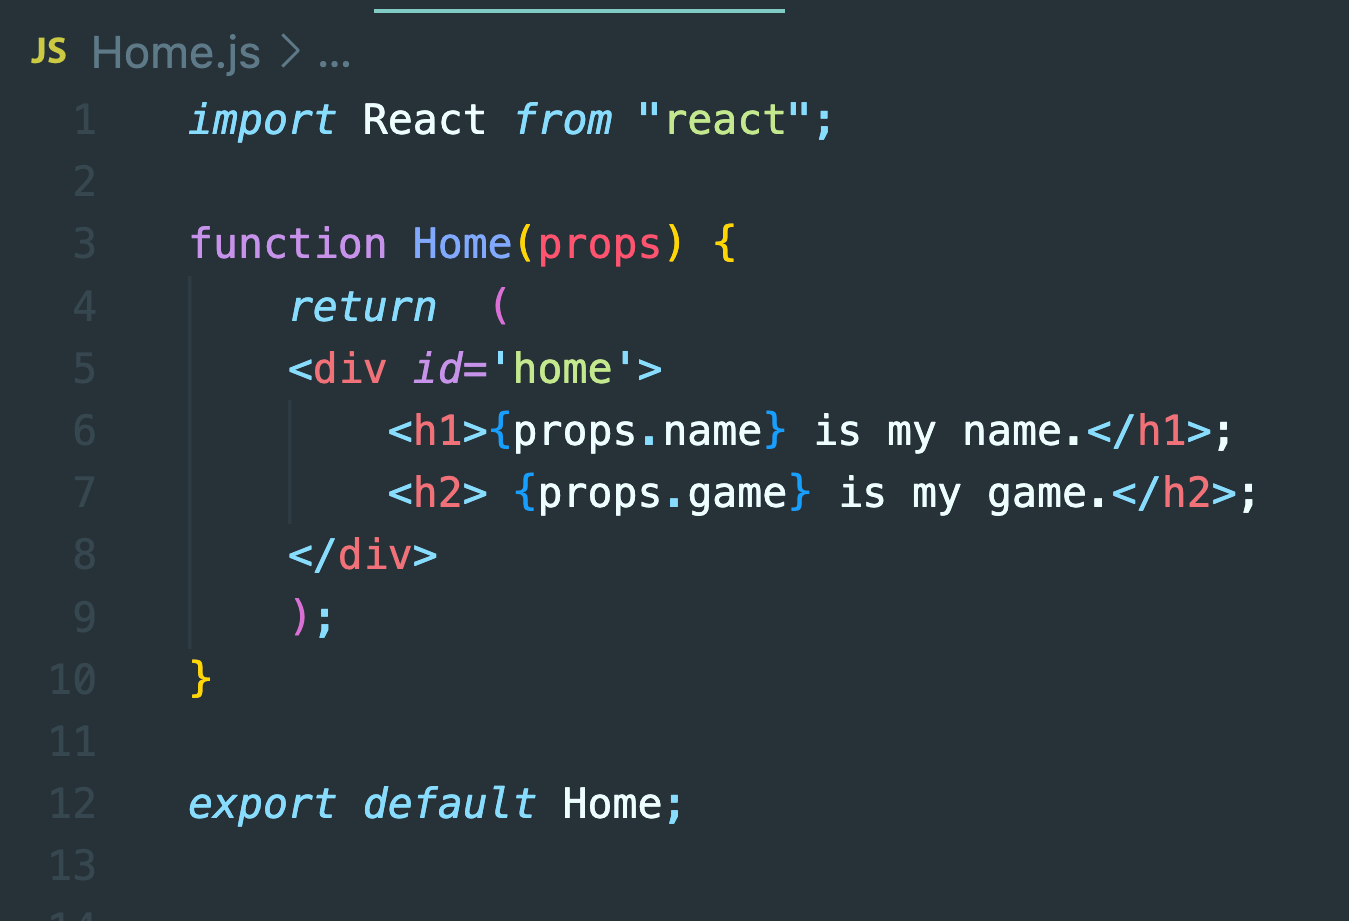 JS Home.js > ...
1 import React from "react";
2
3 function Home(props) {
4 return  (
5 <div id='home'>
6 <h1>{props.name} is my name.</h1>;
7 <h2> {props.game} is my game.</h2>;
8 </div>
9 );
10 }
11
12 export default Home;
13
14